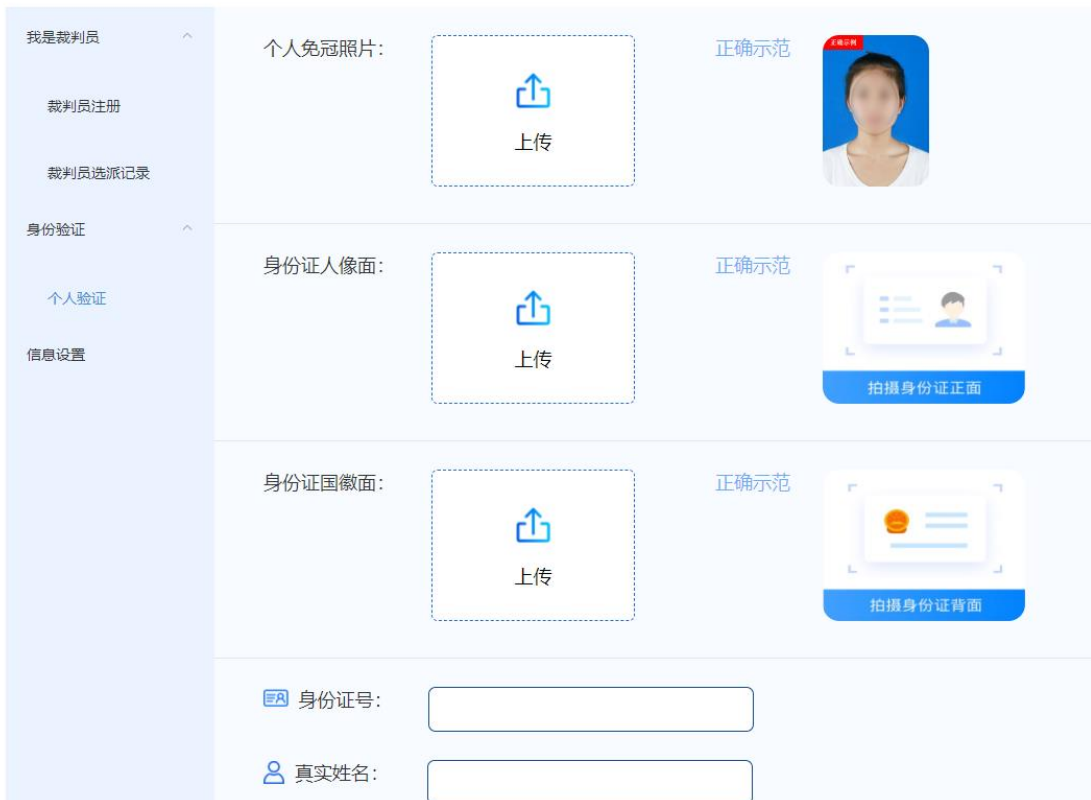 我是裁判员
裁判员注册
裁判员选派记录
身份验证
个人验证
信息设置
个人免冠照片：
上传
正确示范
正确示例
身份证人像面：
上传
正确示范
拍摄身份证正面
身份证国徽面：
上传
正确示范
拍摄身份证背面
身份证号：
真实姓名：